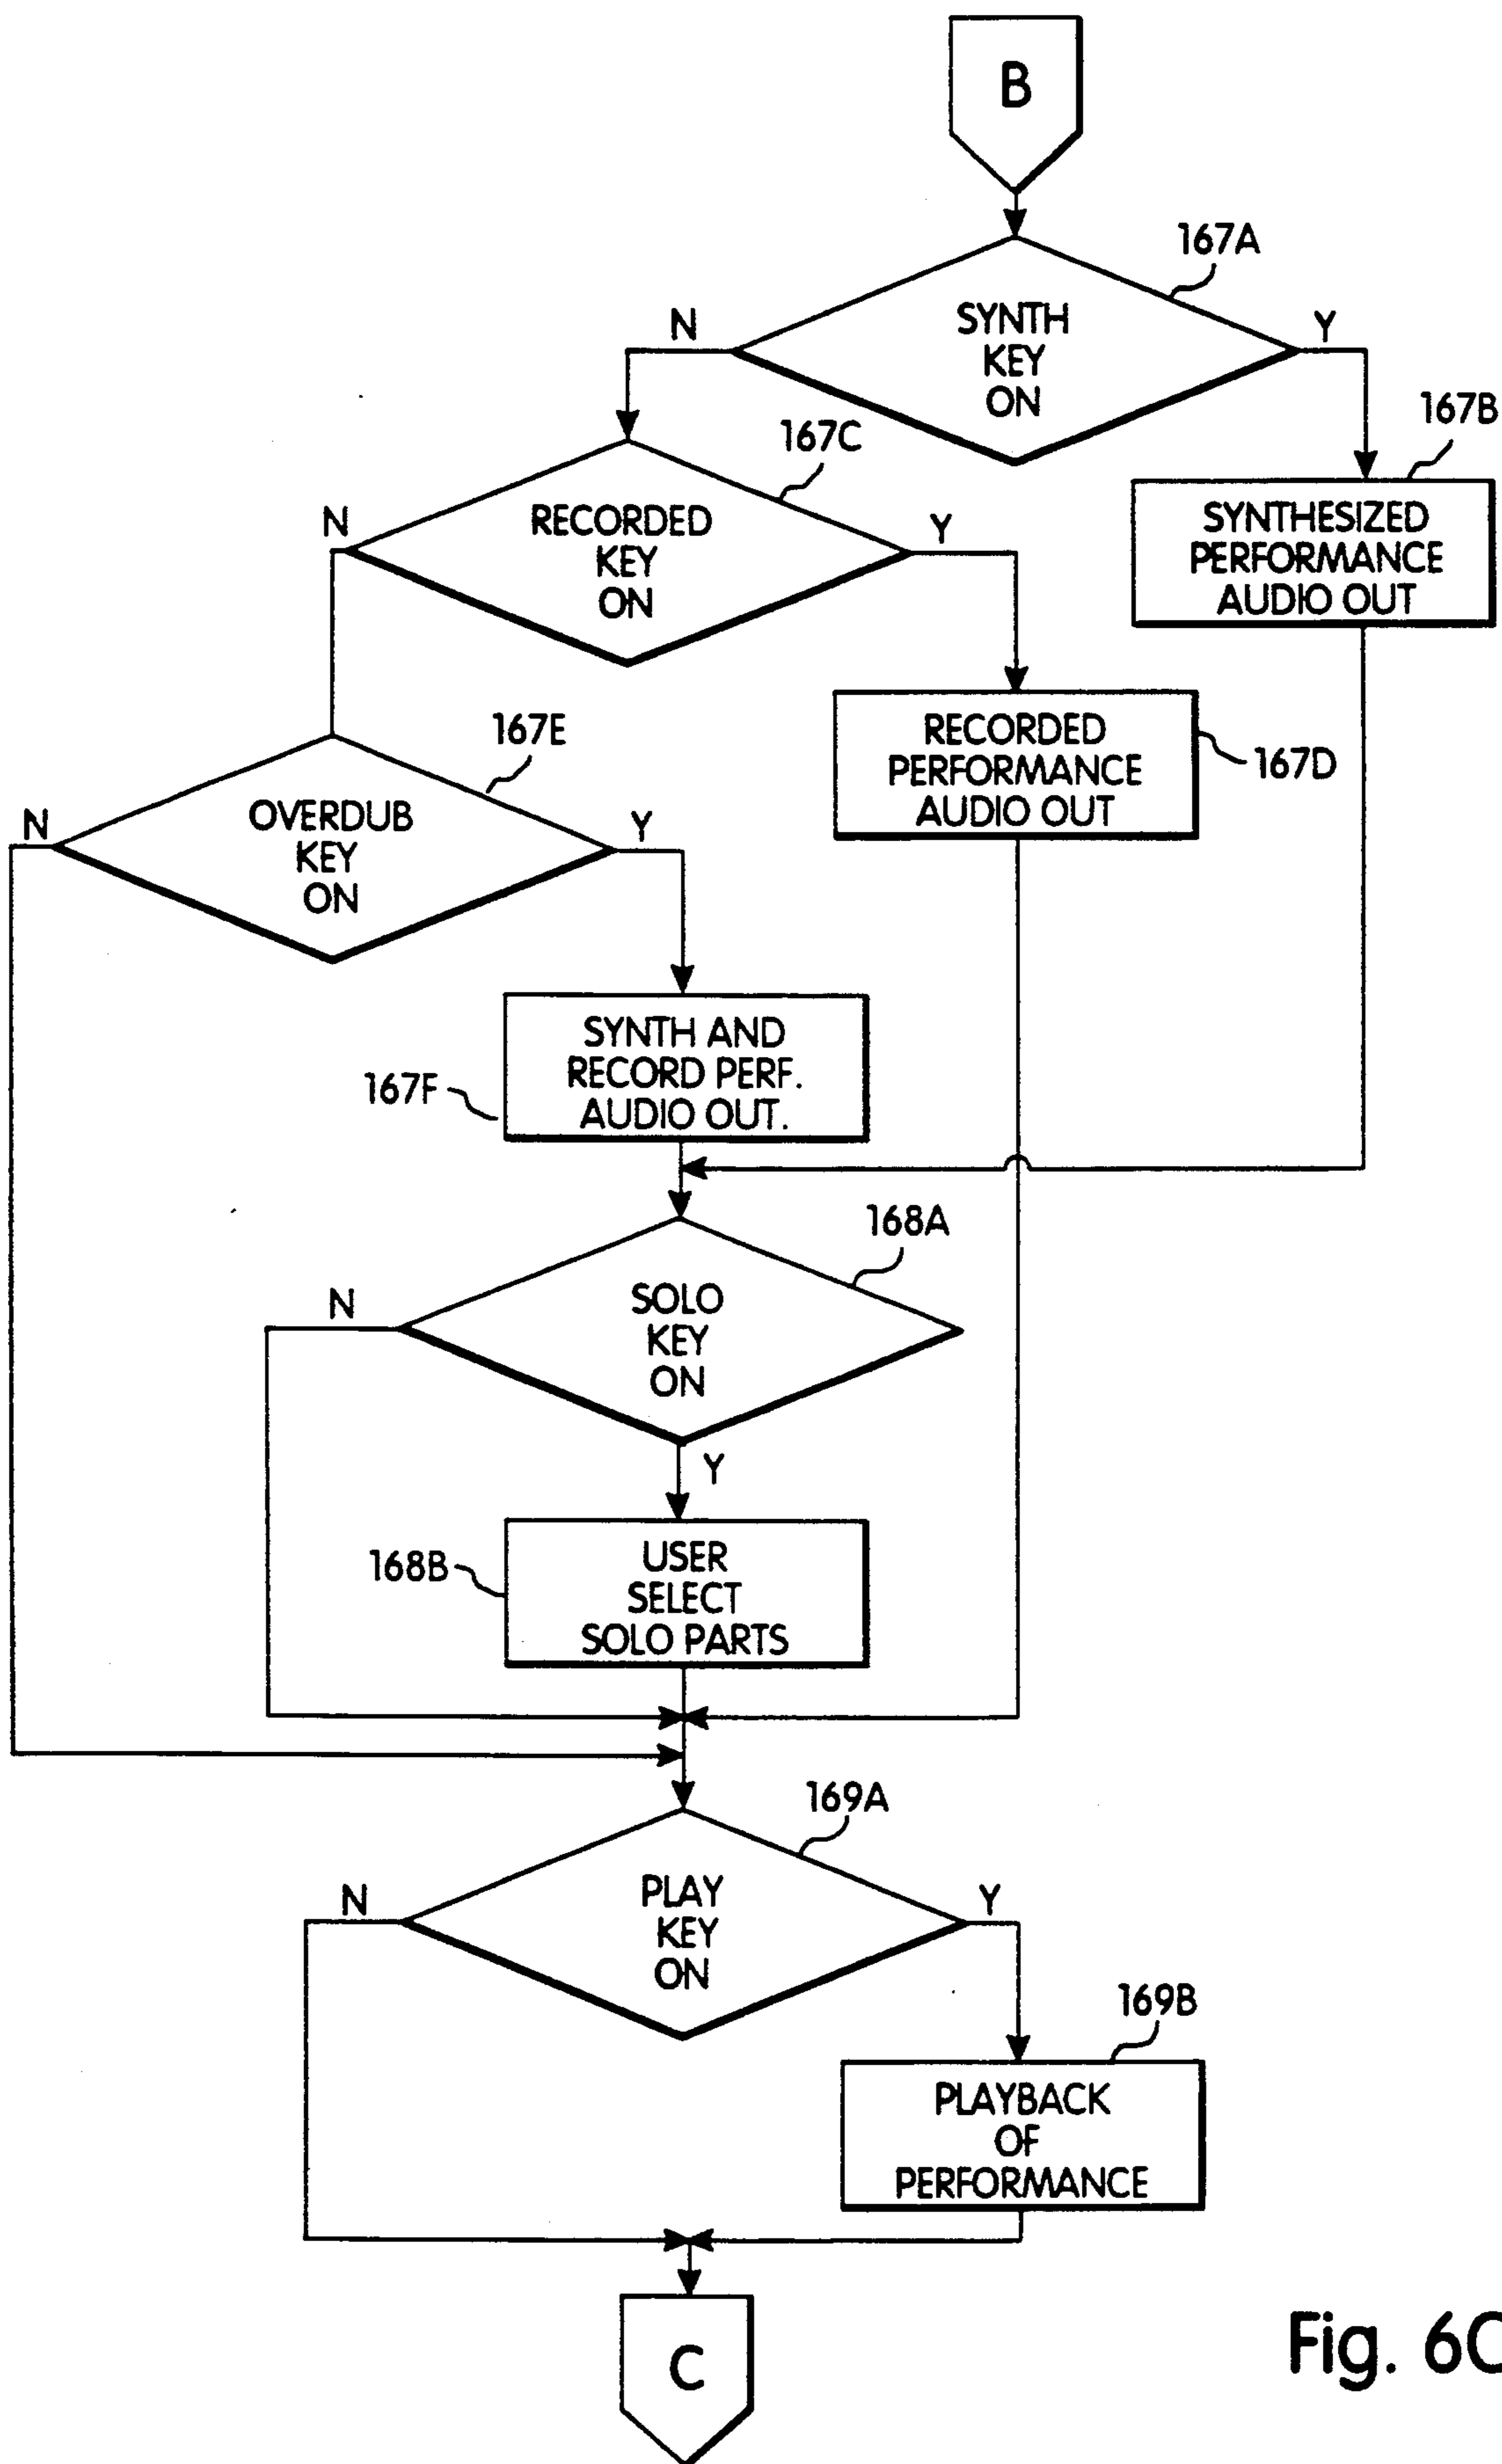 B
167A
N
SYNTH
KEY
ON
Y
167B
167C
N
RECORDED
KEY
ON
Y
SYNTHESIZED
PERFORMANCE
AUDIO OUT
167E
RECORDED
PERFORMANCE
AUDIO OUT
167D
N
OVERDUB
KEY
ON
Y
SYNTH AND
RECORD PERF.
AUDIO OUT.
167F
168A
N
SOLO
KEY
ON
Y
168B
USER
SELECT
SOLO PARTS
169A
N
PLAY
KEY
ON
Y
169B
PLAYBACK
OF
PERFORMANCE
C
Fig. 6C